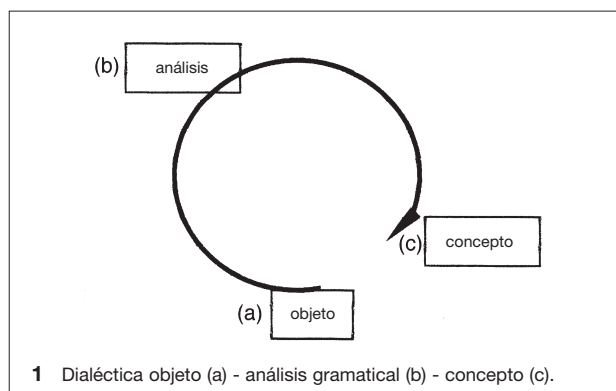 (b) análisis
(c) concepto
(a) objeto
1 Dialéctica objeto (a) - análisis gramatical (b) - concepto (c).